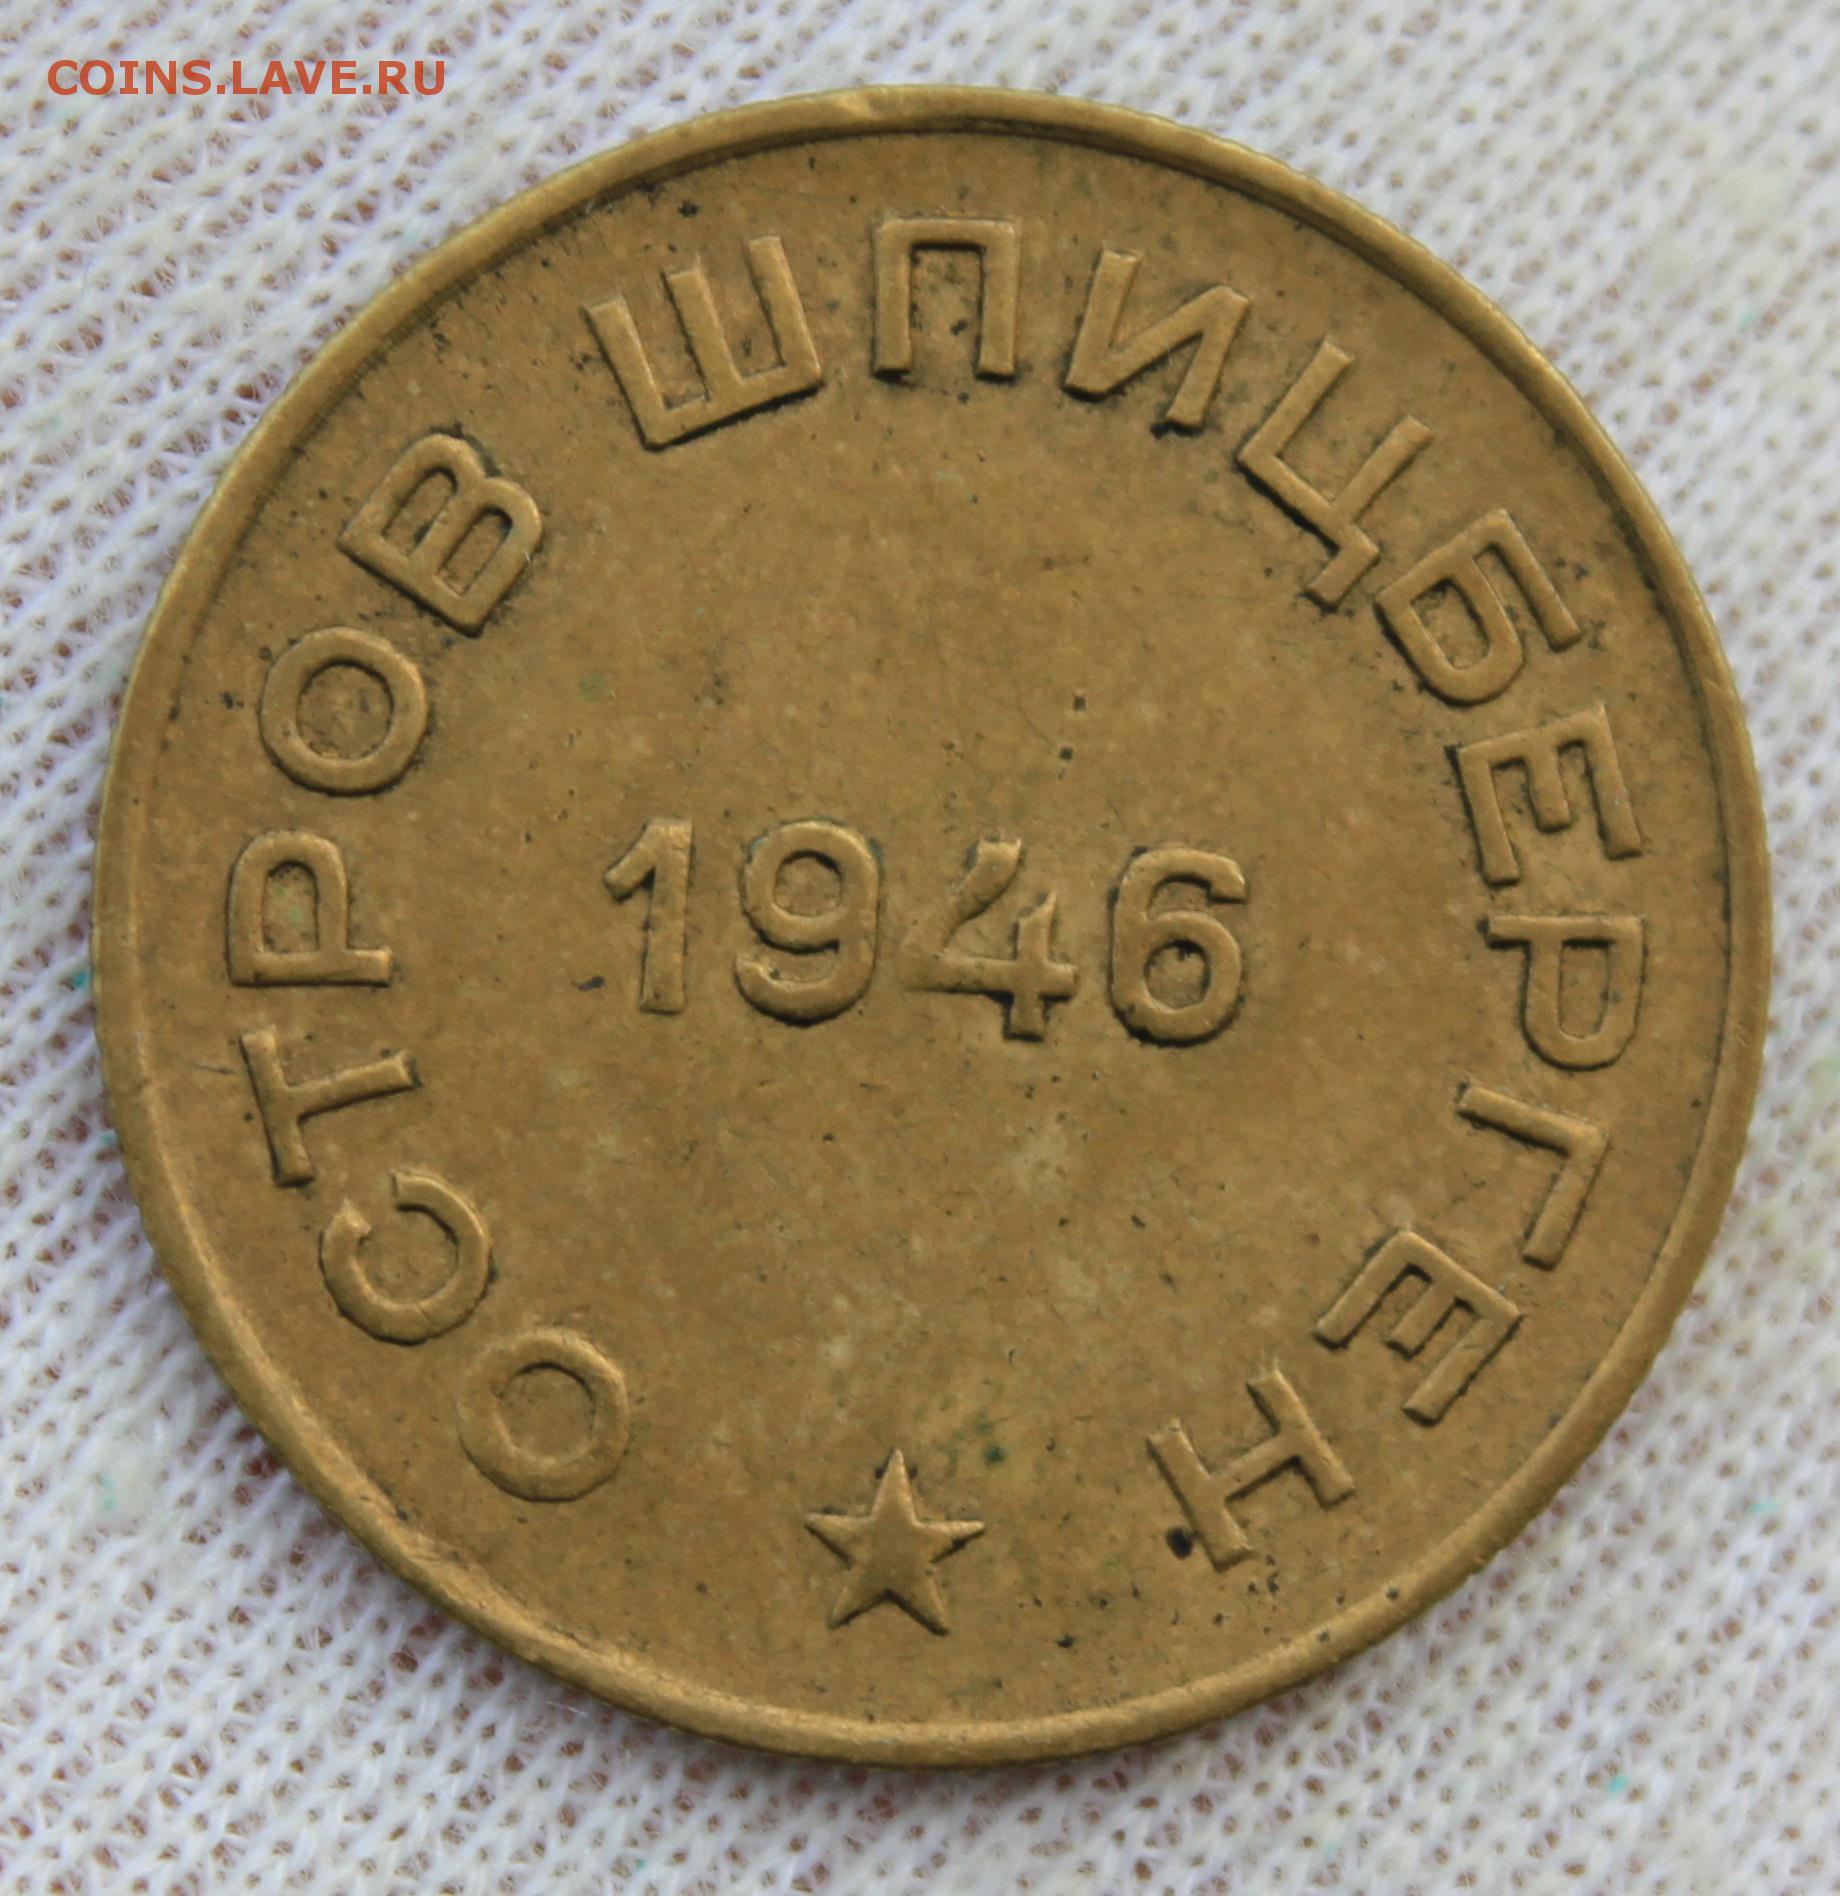 COINS.LAVE.RU
ОСТРОВ ШПИЦБЕРГЕН
1946